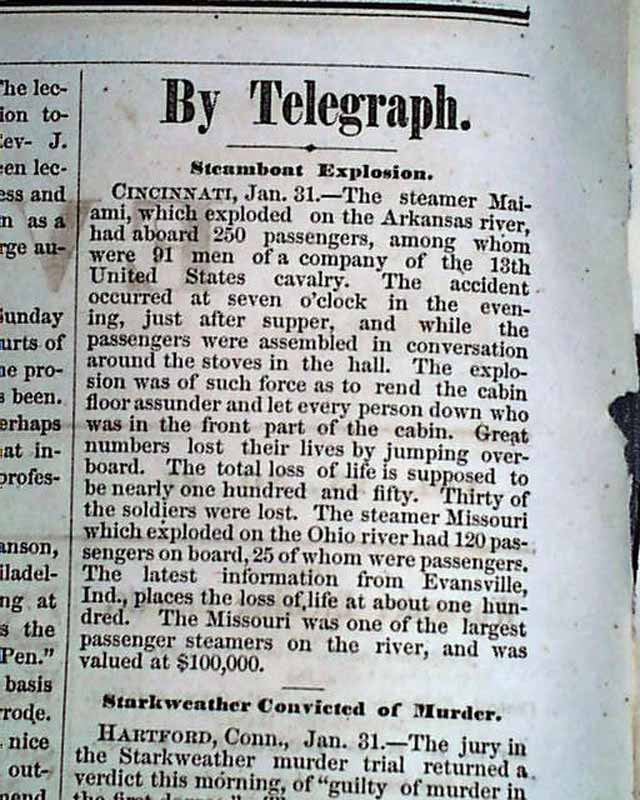 The lec-
ion to-
Rev- J.
een lec-
ess and
n as a
rge au-
Sunday
urts of
ne pro-
s been.
erhaps
at in-
profes-
anson,
iladel-
ng at
s the
Pen."
basis
rode.
nice
out-
By Telegraph.
Steamboat Explosion.
CINCINNATI, Jan. 31.—The steamer Mai-
ami, which exploded on the Arkansas river,
had aboard 250 passengers, among whom
were 91 men of a company of the 13th
United States cavalry. The accident
occurred at seven o'clock in the even-
ing, just after supper, and while the
passengers were assembled in conversation
around the stoves in the hall. The explo-
sion was of such force as to rend the cabin
floor assunder and let every person down who
was in the front part of the cabin. Great
numbers lost their lives by jumping over-
board. The total loss of life is supposed to
be nearly one hundred and fifty. Thirty of
the soldiers were lost. The steamer Missouri
which exploded on the Ohio river had 120 pas-
sengers on board, 25 of whom were passengers.
The latest information from Evansville,
Ind., places the loss of life at about one hun-
dred. The Missouri was one of the largest
passenger steamers on the river, and was
valued at $100,000.
Starkweather Convicted of Murder.
HARTFORD, Conn., Jan. 31.—The jury in
the Starkweather murder trial returned a
verdict this morning, of "guilty of murder in